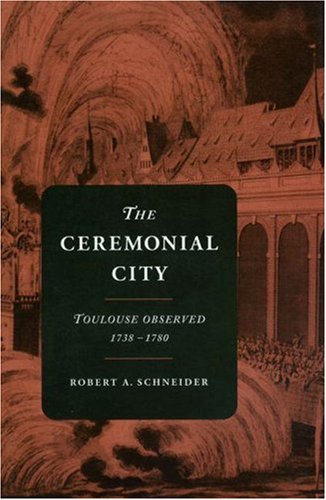 THE
CEREMONIAL
CITY
TOULOUSE OBSERVED
1738 – 1780
ROBERT A. SCHNEIDER